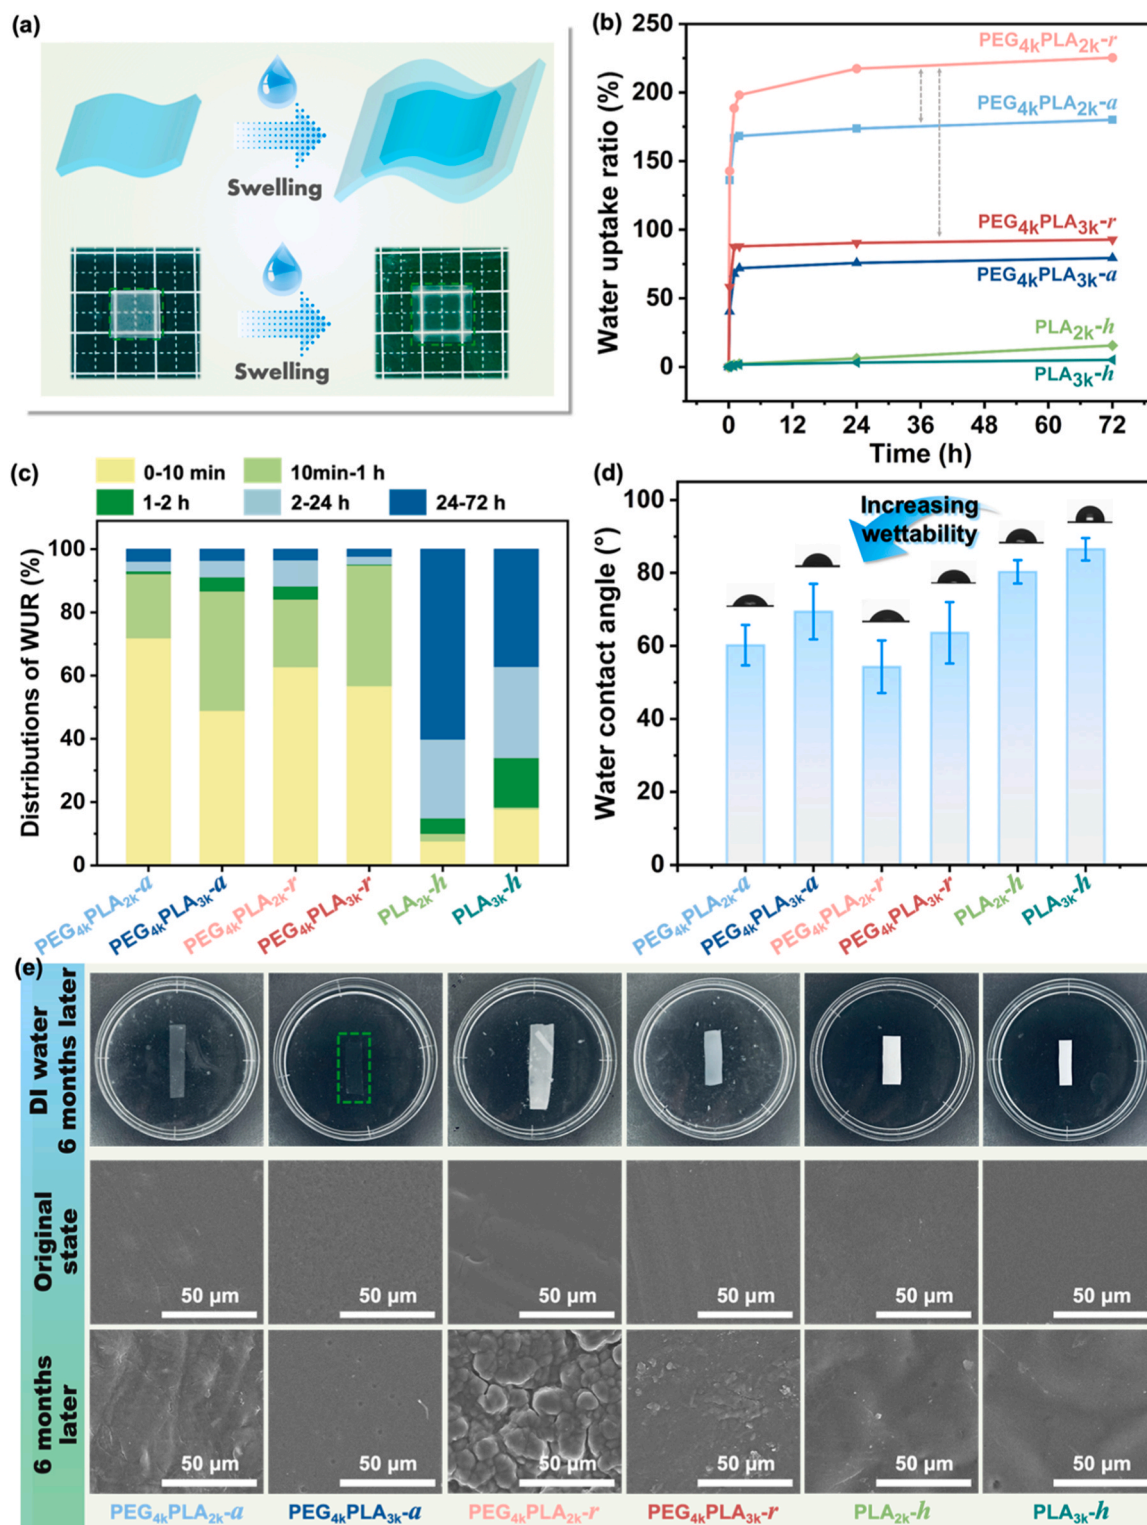 (a)
Swelling
Swelling
(b)
Water uptake ratio (%)
250
200
150
100
50
0
PEG4kPLA2k-r
PEG4kPLA2k-a
PEG4kPLA3k-r
PEG4kPLA3k-a
PLA2k-h
PLA3k-h
0 12 24 36 48 60 72
Time (h)
(c)
0-10 min
10min-1 h
1-2 h
2-24 h
24-72 h
Distributions of WUR (%)
100
80
60
40
20
0
PEG4kPLA2k-a
PEG4kPLA3k-a
PEG4kPLA2k-r
PEG4kPLA3k-r
PLA2k-h
PLA3k-h
(d)
Water contact angle (°)
100
80
60
40
20
0
Increasing
wettability
PEG4kPLA2k-a
PEG4kPLA3k-a
PEG4kPLA2k-r
PEG4kPLA3k-r
PLA2k-h
PLA3k-h
(e)
DI water
6 months later
Original
state
50 μm 50 μm 50 μm 50 μm 50 μm 50 μm
6 months
later
50 μm 50 μm 50 μm 50 μm 50 μm 50 μm
PEG4kPLA2k-a PEG4kPLA3k-a PEG4kPLA2k-r PEG4kPLA3k-r PLA2k-h PLA3k-h